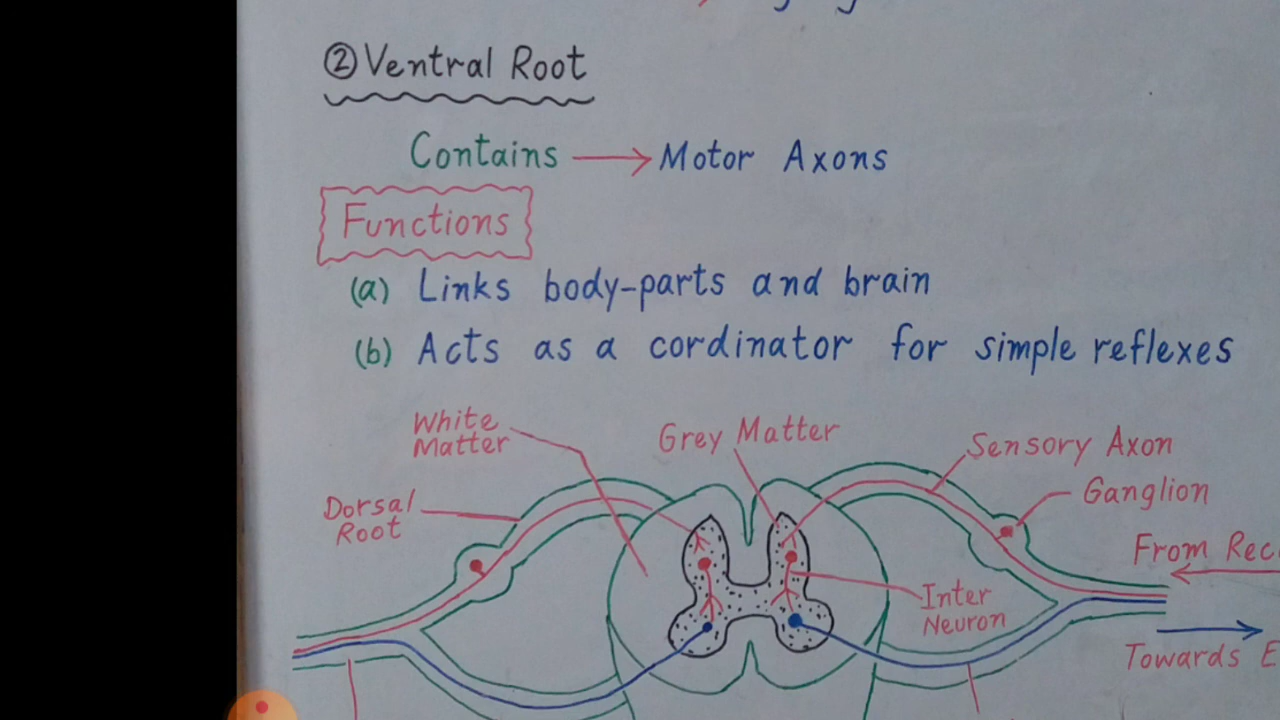 ② Ventral Root
Contains → Motor Axons
Functions
(a) Links body-parts and brain
(b) Acts as a cordinator for simple reflexes
White
Matter
Grey Matter
Sensory Axon
Ganglion
Dorsal
Root
From Rec
Inter
Neuron
Towards E